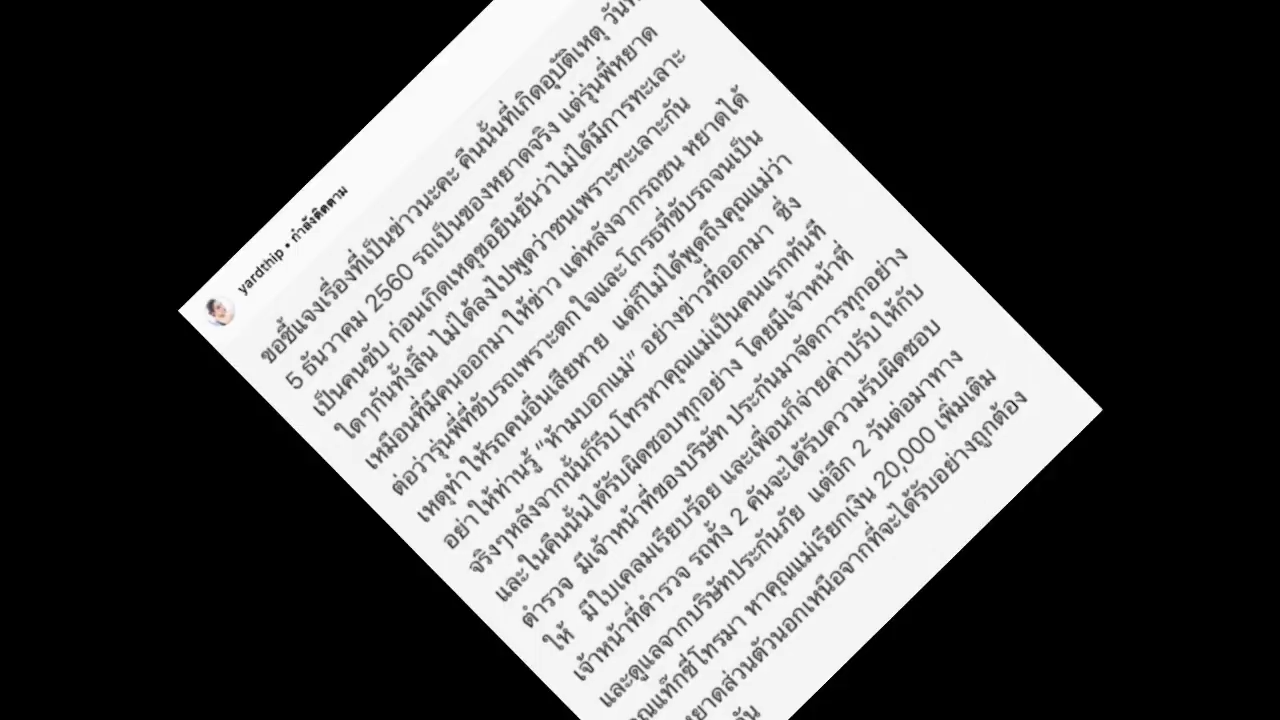 yardthip • กำลังติดตาม
ขอชี้แจงเรื่องที่เป็นข่าวนะคะ คืนนั้นที่เกิดอุบัติเหตุ วันที่
5 ธันวาคม 2560 รถเป็นของหยาดจริง แต่รุ่นพี่หยาด
เป็นคนขับ ก่อนเกิดเหตุขอยืนยันว่าไม่ได้มีการทะเลาะ
ใดๆกันทั้งสิ้น ไม่ได้ลงไปพูดว่าชนเพราะทะเลาะกัน
เหมือนที่มีคนออกมา ให้ข่าว แต่หลังจากรถชน หยาดได้
ต่อว่ารุ่นพี่ที่ขับรถเพราะตกใจและโกรธที่ขับรถจนเป็น
เหตุทำ ให้รถคนอื่นเสียหาย แต่ก็ไม่ได้พูดถึงคุณแม่ว่า
อย่าให้ท่านรู้ "ห้ามบอกแม่" อย่างข่าวที่ออกมา ซึ่ง
จริงๆหลังจากนั้นก็รีบโทรหาคุณแม่เป็นคนแรกทันที
และในคืนนั้นได้รับผิดชอบทุกอย่าง โดยมีเจ้าหน้าที่
ตำรวจ มีเจ้าหน้าที่ของบริษัท ประกันมาจัดการทุกอย่าง
ให้ มีใบเคลมเรียบร้อย และเพื่อนก็จ่ายค่าปรับ ให้กับ
เจ้าหน้าที่ตำรวจ รถทั้ง 2 คันจะได้รับความรับผิดชอบ
และดูแลจากบริษัทประกันภัย แต่อีก 2 วันต่อมาทาง
คุณแท็กซี่โทรมา หาคุณแม่เรียกเงิน 20,000 เพิ่มเติม
หยาดส่วนตัวนอกเหนือจากที่จะได้รับอย่างถูกต้อง